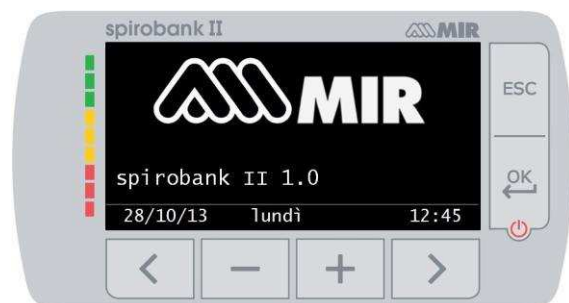 spirobank II MIR
MIR
spirobank II 1.0
28/10/13 lundì 12:45
ESC
OK